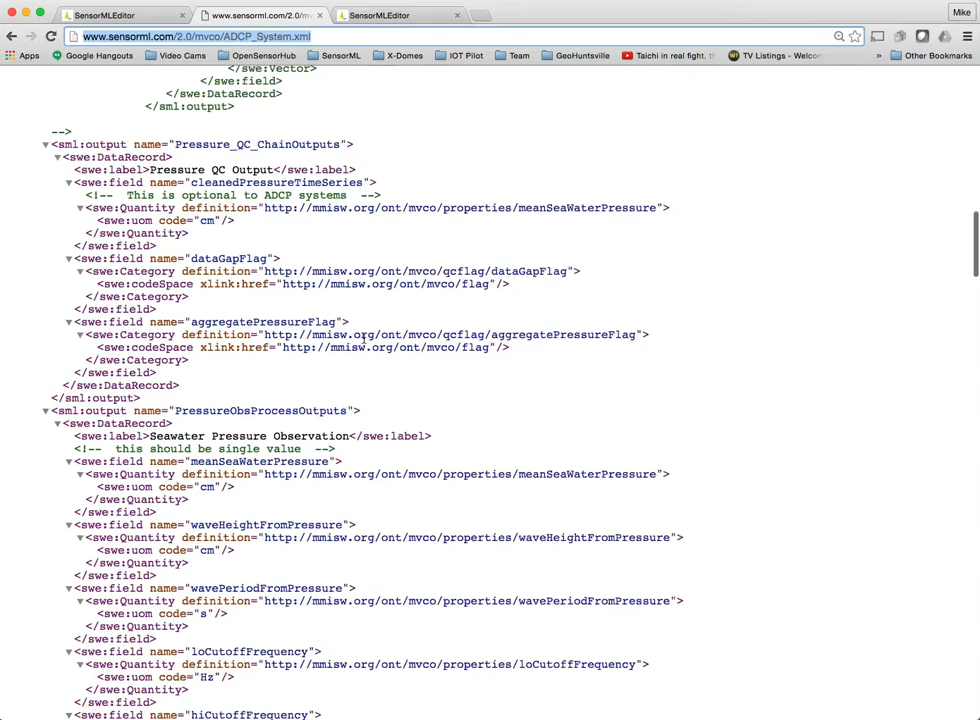 SensorMLEditor
www.sensorml.com/2.0/mvco
SensorMLEditor
Mike
www.sensorml.com/2.0/mvco/ADCP_System.xml
Apps Google Hangouts Video Cams OpenSensorHub SensorML X-Domes IOT Pilot Team GeoHuntsville Taichi in real fight, the TV Listings - Welcom » Other Bookmarks
</swe:Vector>
</swe:field>
</swe:DataRecord>
</sml:output>
-->
<sml:output name="Pressure_QC_ChainOutputs">
<swe:DataRecord>
<swe:label>Pressure QC Output</swe:label>
<swe:field name="cleanedPressureTimeSeries">
<!-- This is optional to ADCP systems -->
<swe:Quantity definition="http://mmisw.org/ont/mvco/properties/meanSeaWaterPressure">
<swe:uom code="cm"/>
</swe:Quantity>
</swe:field>
<swe:field name="dataGapFlag">
<swe:Category definition="http://mmisw.org/ont/mvco/qcflag/dataGapFlag">
<swe:codeSpace xlink:href="http://mmisw.org/ont/mvco/flag"/>
</swe:Category>
</swe:field>
<swe:field name="aggregatePressureFlag">
<swe:Category definition="http://mmisw.org/ont/mvco/qcflag/aggregatePressureFlag">
<swe:codeSpace xlink:href="http://mmisw.org/ont/mvco/flag"/>
</swe:Category>
</swe:field>
</swe:DataRecord>
</sml:output>
<sml:output name="PressureObsProcessOutputs">
<swe:DataRecord>
<swe:label>Seawater Pressure Observation</swe:label>
<!-- this should be single value -->
<swe:field name="meanSeaWaterPressure">
<swe:Quantity definition="http://mmisw.org/ont/mvco/properties/meanSeaWaterPressure">
<swe:uom code="cm"/>
</swe:Quantity>
</swe:field>
<swe:field name="waveHeightFromPressure">
<swe:Quantity definition="http://mmisw.org/ont/mvco/properties/waveHeightFromPressure">
<swe:uom code="cm"/>
</swe:Quantity>
</swe:field>
<swe:field name="wavePeriodFromPressure">
<swe:Quantity definition="http://mmisw.org/ont/mvco/properties/wavePeriodFromPressure">
<swe:uom code="s"/>
</swe:Quantity>
</swe:field>
<swe:field name="loCutoffFrequency">
<swe:Quantity definition="http://mmisw.org/ont/mvco/properties/loCutoffFrequency">
<swe:uom code="Hz"/>
</swe:Quantity>
</swe:field>
<swe:field name="hiCutoffFrequency">